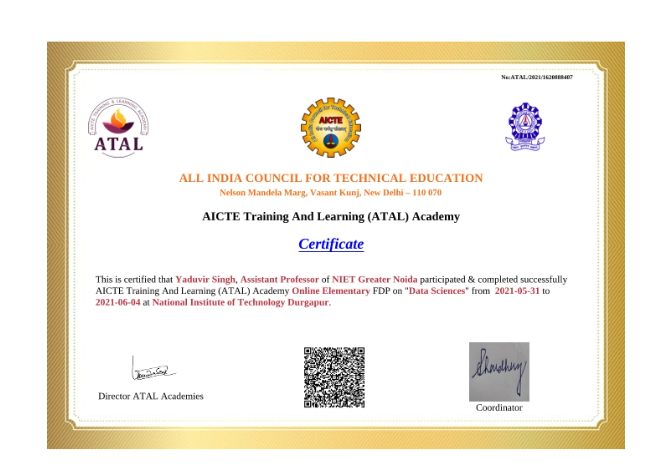 No:ATAL/2021/1620888407
ATAL
AICTE
ALL INDIA COUNCIL FOR TECHNICAL EDUCATION
Nelson Mandela Marg, Vasant Kunj, New Delhi – 110 070
AICTE Training And Learning (ATAL) Academy
Certificate
This is certified that Yaduvir Singh, Assistant Professor of NIET Greater Noida participated & completed successfully
AICTE Training And Learning (ATAL) Academy Online Elementary FDP on "Data Sciences" from 2021-05-31 to
2021-06-04 at National Institute of Technology Durgapur.
Choudhury
Director ATAL Academies
Coordinator